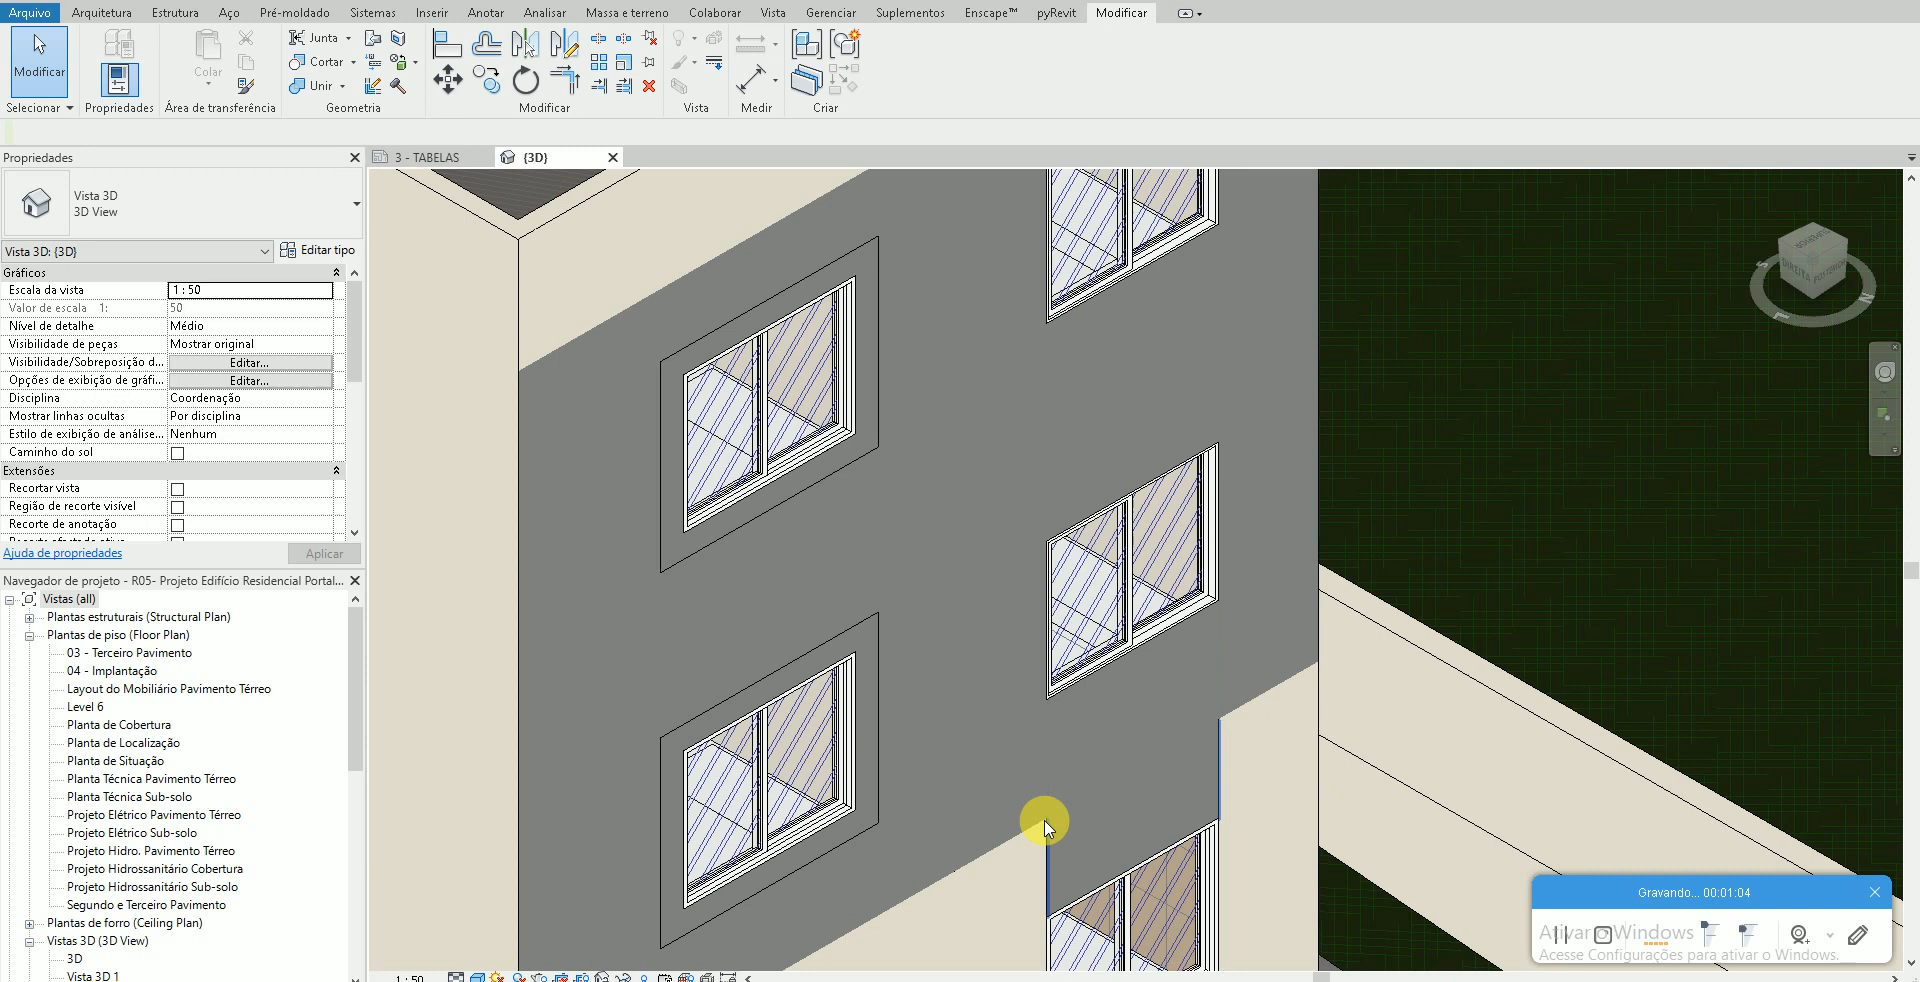 Arquivo Arquitetura Estrutura Aço Pré-moldado Sistemas Inserir Anotar Analisar Massa e terreno Colaborar Vista Gerenciar Suplementos Enscape™ pyRevit Modificar
Modificar
Colar
Junta
Cortar
Unir
Selecionar Propriedades Área de transferência Geometria Modificar Vista Medir Criar
Propriedades
3 - TABELAS
{3D}
Vista 3D
3D View
Vista 3D: {3D}
Editar tipo
Gráficos
Escala da vista 1 : 50
Valor de escala 1: 50
Nível de detalhe Médio
Visibilidade de peças Mostrar original
Visibilidade/Sobreposição d... Editar...
Opções de exibição de gráfi... Editar...
Disciplina Coordenação
Mostrar linhas ocultas Por disciplina
Estilo de exibição de análise... Nenhum
Caminho do sol
Extensões
Recortar vista
Região de recorte visível
Recorte de anotação
Ajuda de propriedades
Aplicar
Navegador de projeto - R05- Projeto Edifício Residencial Portal...
Vistas (all)
Plantas estruturais (Structural Plan)
Plantas de piso (Floor Plan)
03 - Terceiro Pavimento
04 - Implantação
Layout do Mobiliário Pavimento Térreo
Level 6
Planta de Cobertura
Planta de Localização
Planta de Situação
Planta Técnica Pavimento Térreo
Planta Técnica Sub-solo
Projeto Elétrico Pavimento Térreo
Projeto Elétrico Sub-solo
Projeto Hidro. Pavimento Térreo
Projeto Hidrossanitário Cobertura
Projeto Hidrossanitário Sub-solo
Segundo e Terceiro Pavimento
Plantas de forro (Ceiling Plan)
Vistas 3D (3D View)
3D
Vista 3D 1
1 : 50
DIREITA
POSTERIOR
S
N
L
Gravando... 00:01:04
Ativar o Windows
Acesse Configurações para ativar o Windows.